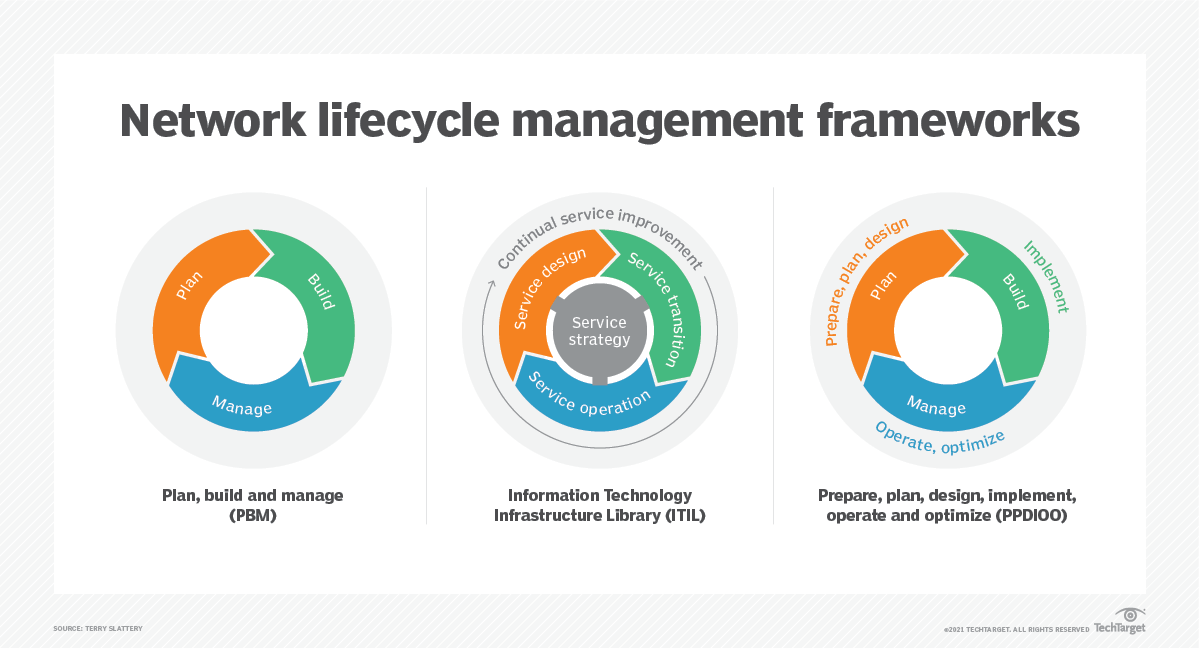 Network lifecycle management frameworks
Plan
Build
Manage
Plan, build and manage
(PBM)
Continual service improvement
Service design
Service transition
Service operation
Service
strategy
Information Technology
Infrastructure Library (ITIL)
Prepare, plan, design
Implement
Operate, optimize
Plan
Build
Manage
Prepare, plan, design, implement,
operate and optimize (PPDIOO)
SOURCE: TERRY SLATTERY
©2021 TECHTARGET. ALL RIGHTS RESERVED
TechTarget